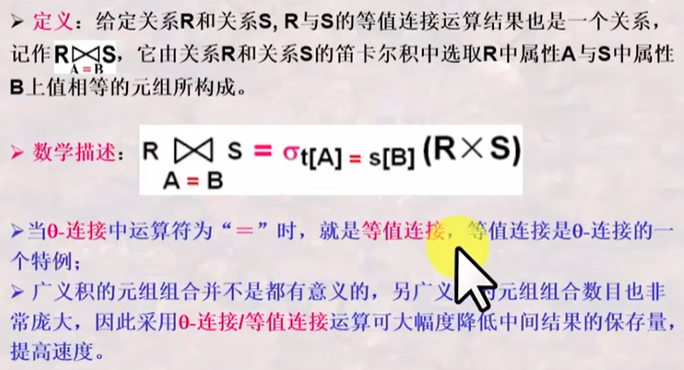 ➢ 定义：给定关系R和关系S, R与S的等值连接运算结果也是一个关系，
记作R⋈S，它由关系R和关系S的笛卡尔积中选取R中属性A与S中属性
A = B
B上值相等的元组所构成。
➢ 数学描述：R ⋈ S = σt[A] = s[B] (R×S)
A = B
➢当θ-连接中运算符为“＝”时，就是等值连接，等值连接是θ-连接的一
个特例；
➢ 广义积的元组组合并不是都有意义的，另广义 元组组合数目也非
常庞大，因此采用θ-连接/等值连接运算可大幅度降低中间结果的保存量，
提高速度。